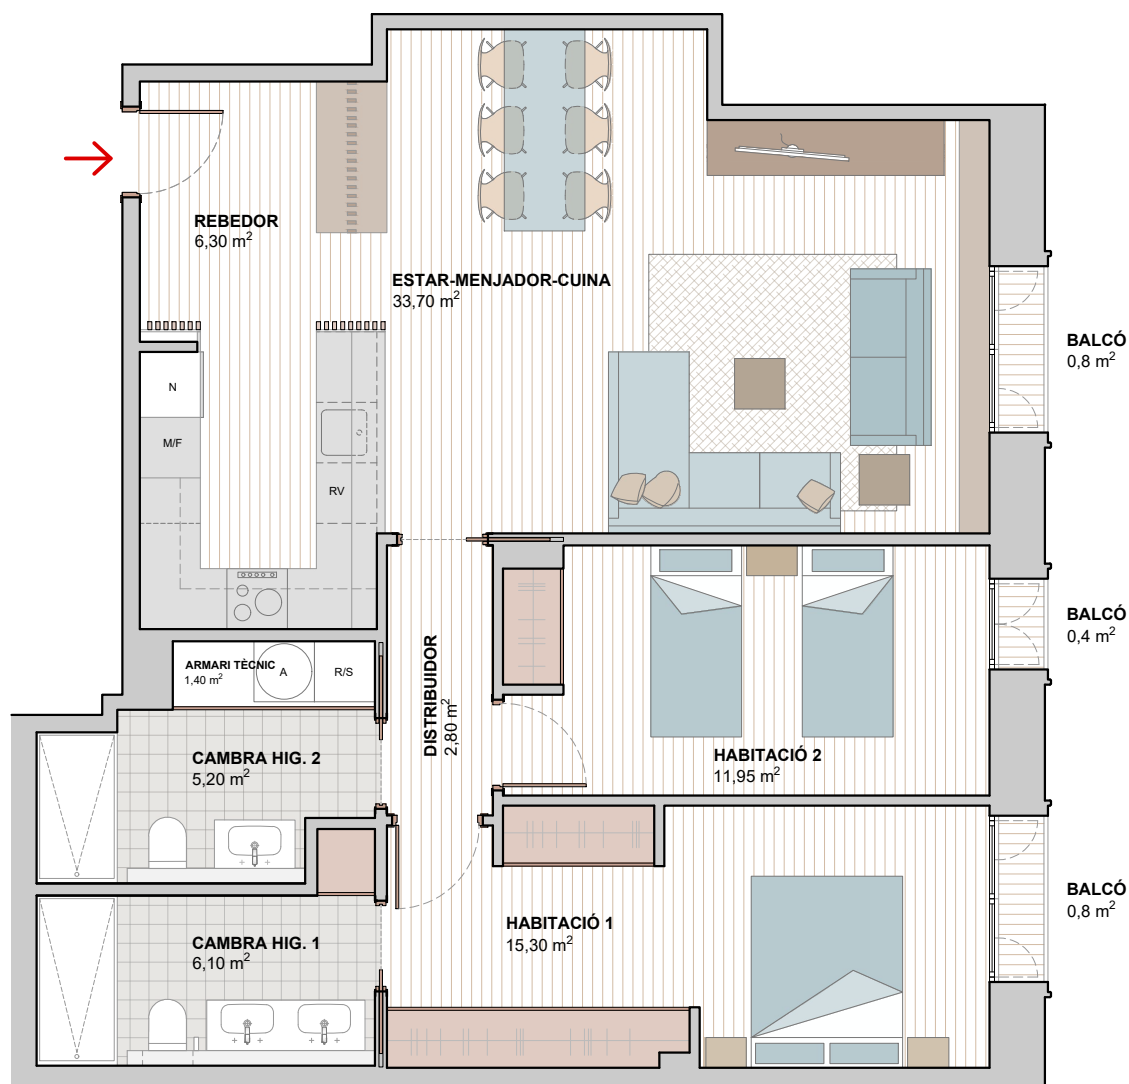 REBEDOR
6,30 m²
ESTAR-MENJADOR-CUINA
33,70 m²
BALCÓ
0,8 m²
N
M/F
RV
BALCÓ
0,4 m²
ARMARI TÈCNIC
1,40 m²
A
R/S
DISTRIBUIDOR
2,80 m²
CAMBRA HIG. 2
5,20 m²
HABITACIÓ 2
11,95 m²
BALCÓ
0,8 m²
HABITACIÓ 1
15,30 m²
CAMBRA HIG. 1
6,10 m²